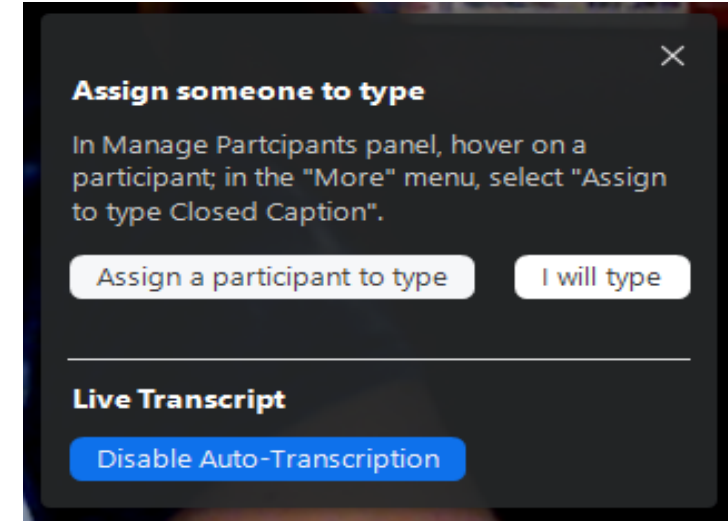 Assign someone to type
In Manage Partcipants panel, hover on a
participant; in the "More" menu, select "Assign
to type Closed Caption".
Assign a participant to type
I will type
Live Transcript
Disable Auto-Transcription